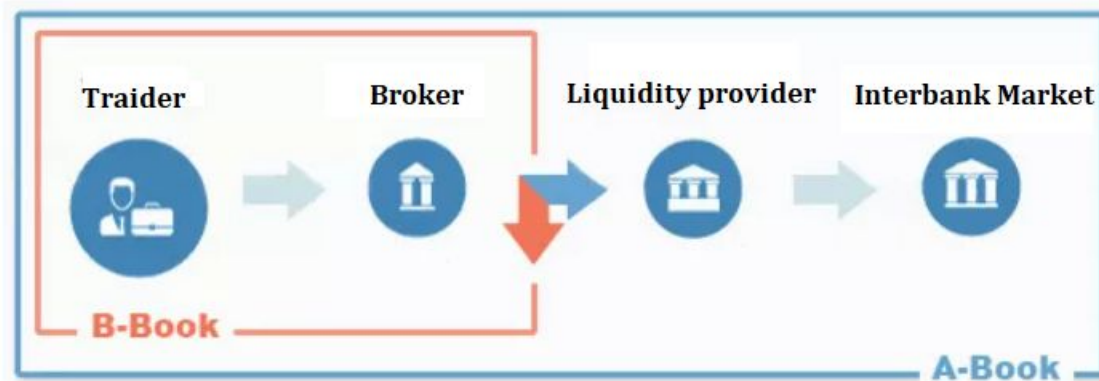 Traider
Broker
Liquidity provider
Interbank Market
B-Book
A-Book